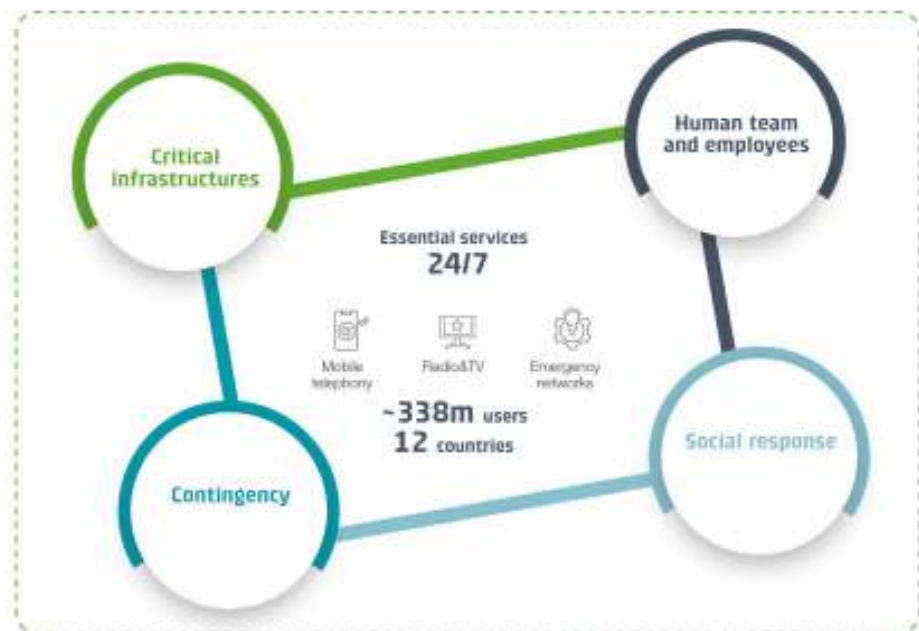 Critical
infrastructures
Human team
and employees
Essential services
24/7
Mobile
telephony
Radio&TV
Emergency
networks
~338m users
12 countries
Contingency
Social response